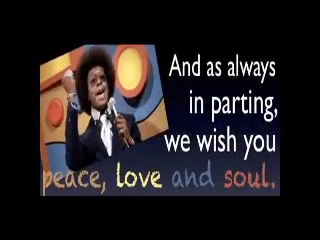 And as always
in parting,
we wish you
peace, love and soul.